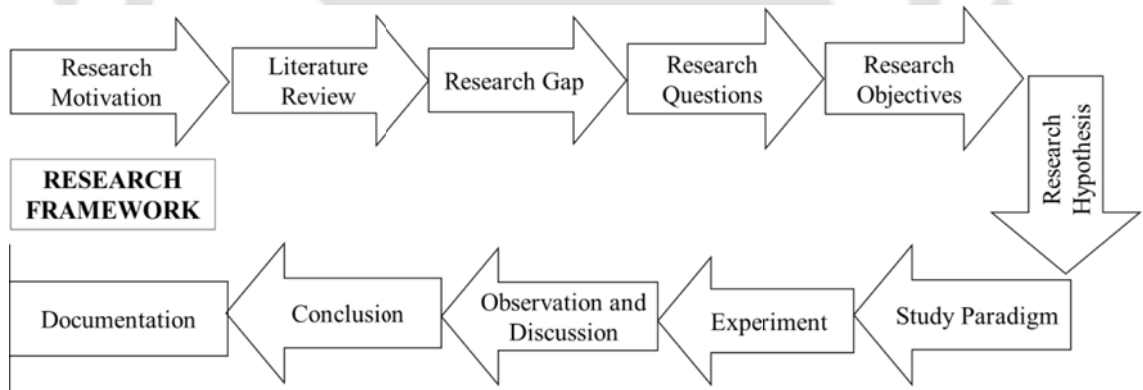 Research
Motivation
Literature
Review
Research Gap
Research
Questions
Research
Objectives
Research
Hypothesis
RESEARCH
FRAMEWORK
Study Paradigm
Experiment
Observation and
Discussion
Conclusion
Documentation